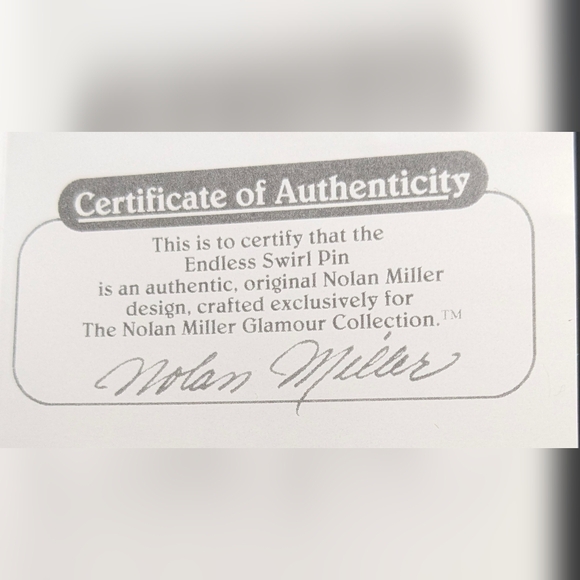 Certificate of Authenticity
This is to certify that the
Endless Swirl Pin
is an authentic, original Nolan Miller
design, crafted exclusively for
The Nolan Miller Glamour Collection.™
Nolan Miller